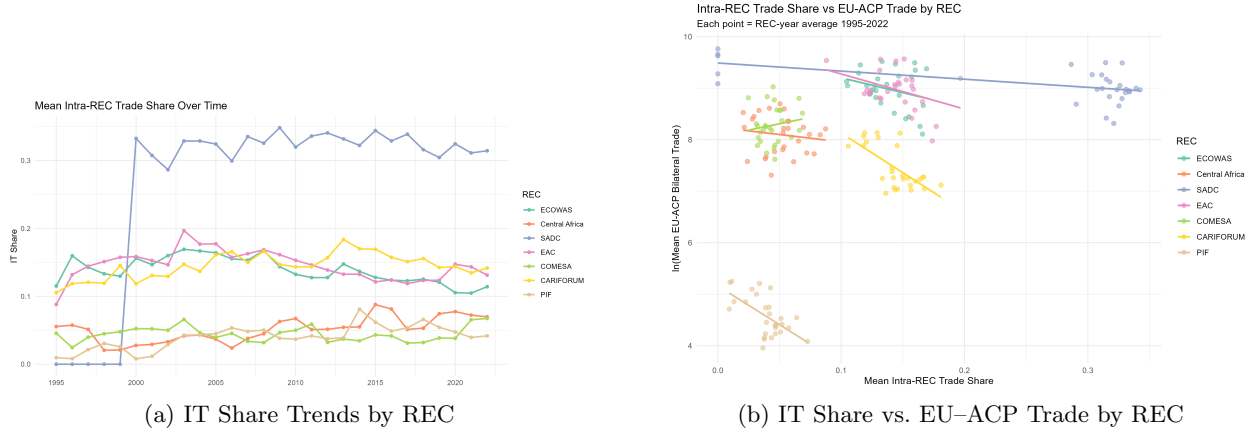 Mean Intra-REC Trade Share Over Time
IT Share
0.3
0.2
0.1
0.0
1995
2000
2005
2010
2015
2020
REC
ECOWAS
Central Africa
SADC
EAC
COMESA
CARIFORUM
PIF
(a) IT Share Trends by REC
Intra-REC Trade Share vs EU-ACP Trade by REC
Each point = REC-year average 1995-2022
ln(Mean EU-ACP Bilateral Trade)
10
8
6
4
0.0
0.1
0.2
0.3
Mean Intra-REC Trade Share
REC
ECOWAS
Central Africa
SADC
EAC
COMESA
CARIFORUM
PIF
(b) IT Share vs. EU–ACP Trade by REC